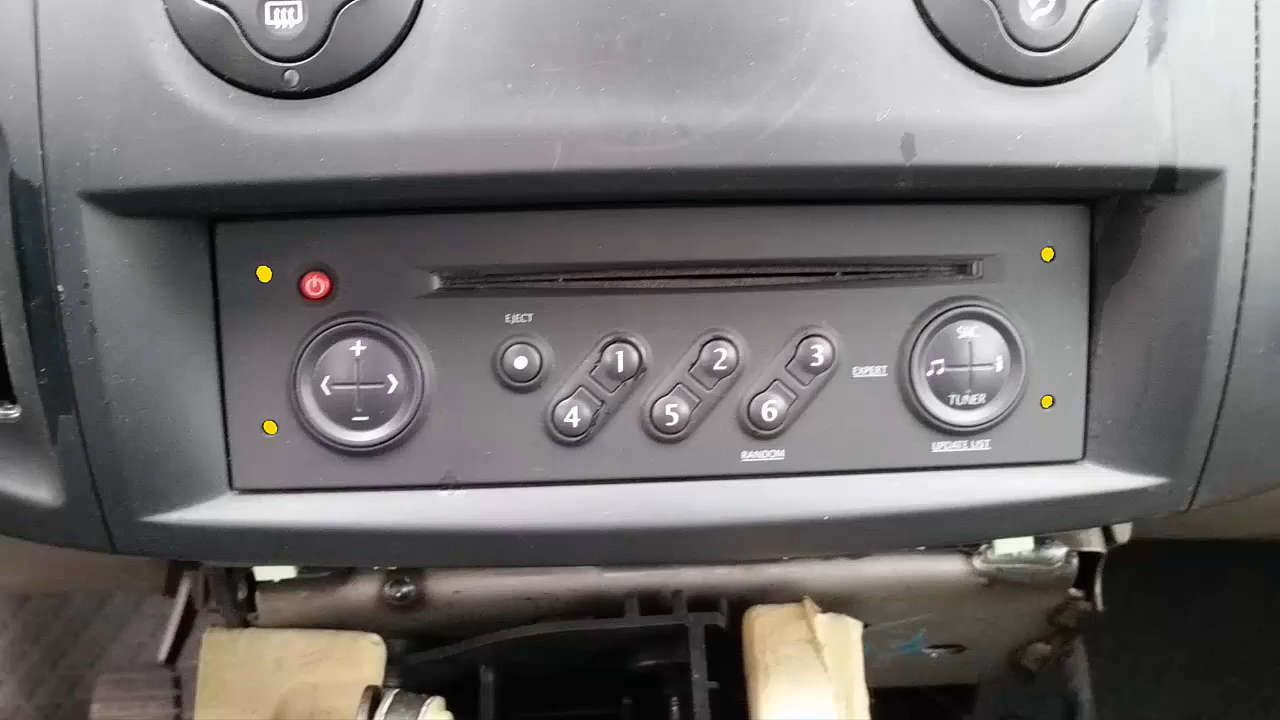 EJECT
1 2 3
4 5 6
EXPERT
RANDOM
+
−
SRC
TUNER
UPDATE LIST